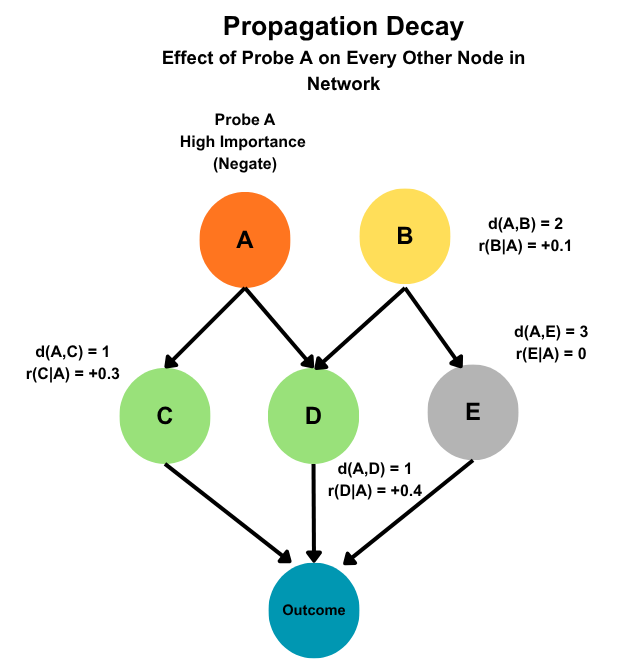 Propagation Decay
Effect of Probe A on Every Other Node in
Network
Probe A
High Importance
(Negate)
A
B
d(A,B) = 2
r(B|A) = +0.1
d(A,C) = 1
r(C|A) = +0.3
d(A,E) = 3
r(E|A) = 0
C
D
E
d(A,D) = 1
r(D|A) = +0.4
Outcome